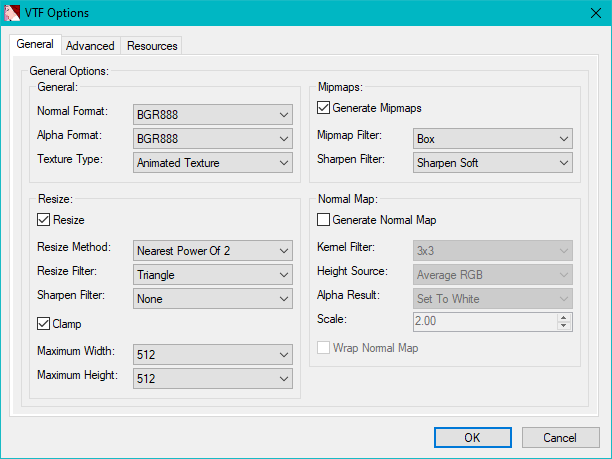 VTF Options
General Advanced Resources
General Options:
General:
Normal Format: BGR888
Alpha Format: BGR888
Texture Type: Animated Texture
Mipmaps:
Generate Mipmaps
Mipmap Filter: Box
Sharpen Filter: Sharpen Soft
Resize:
Resize
Resize Method: Nearest Power Of 2
Resize Filter: Triangle
Sharpen Filter: None
Clamp
Maximum Width: 512
Maximum Height: 512
Normal Map:
Generate Normal Map
Kernel Filter: 3x3
Height Source: Average RGB
Alpha Result: Set To White
Scale: 2.00
Wrap Normal Map
OK Cancel